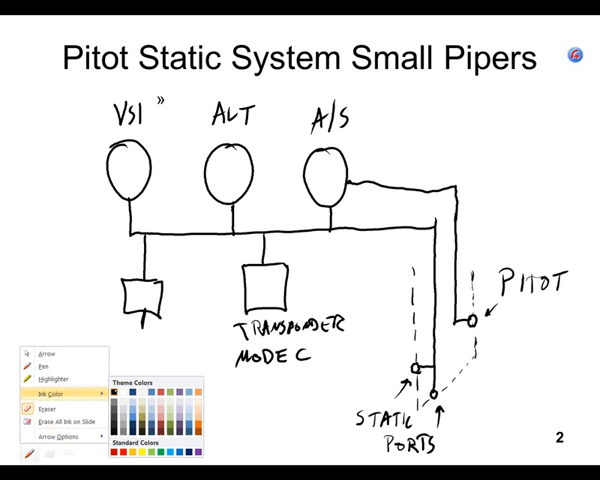 Pitot Static System Small Pipers
VSI »
ALT
A/S
PITOT
TRANSPONDER
MODE C
STATIC
PORTS
Arrow
Pen
Highlighter
Ink Color
Eraser
Erase All Ink on Slide
Arrow Options
Theme Colors
Standard Colors
2